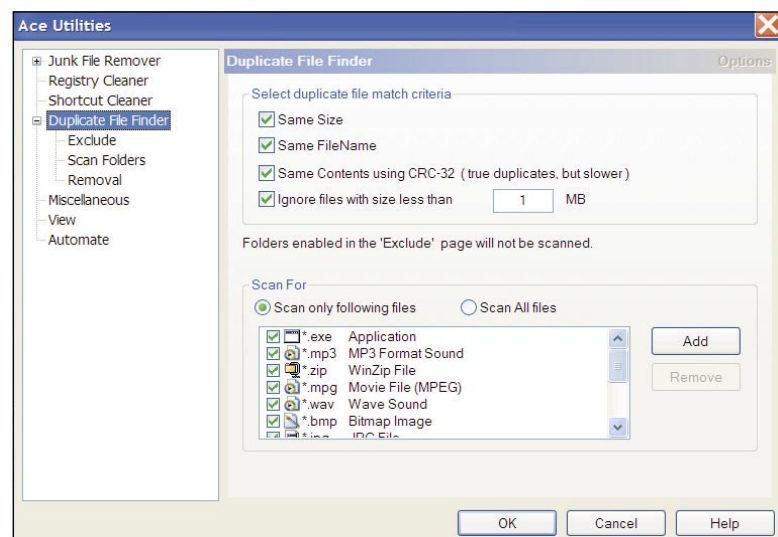 Ace Utilities
Junk File Remover
Registry Cleaner
Shortcut Cleaner
Duplicate File Finder
Exclude
Scan Folders
Removal
Miscellaneous
View
Automate
Duplicate File Finder
Options
Select duplicate file match criteria
Same Size
Same FileName
Same Contents using CRC-32 ( true duplicates, but slower )
Ignore files with size less than 1 MB
Folders enabled in the 'Exclude' page will not be scanned.
Scan For
Scan only following files Scan All files
*.exe Application
*.mp3 MP3 Format Sound
*.zip WinZip File
*.mpg Movie File (MPEG)
*.wav Wave Sound
*.bmp Bitmap Image
Add
Remove
OK Cancel Help